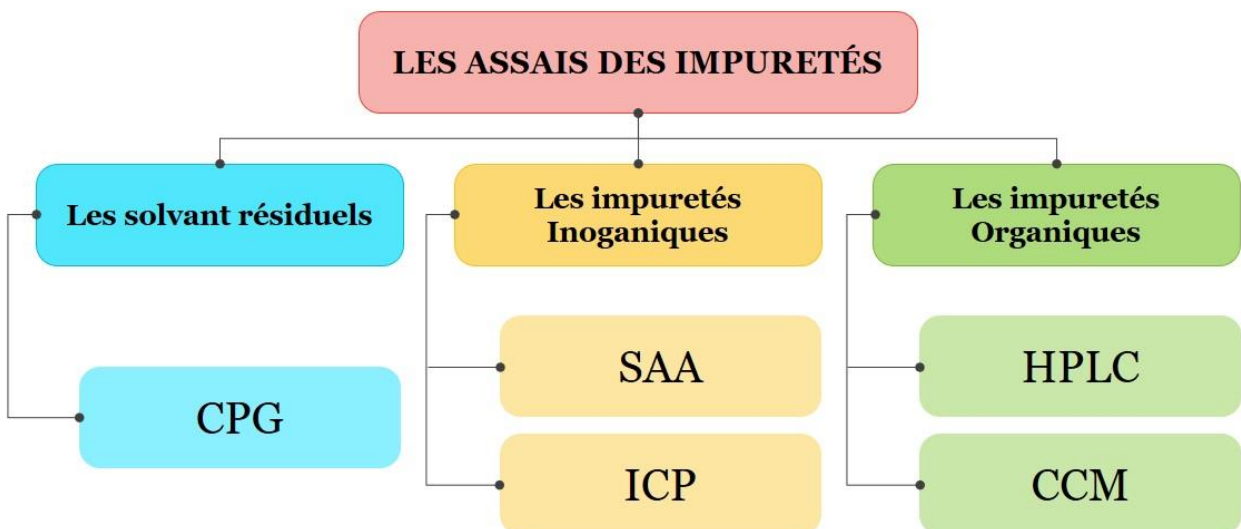 LES ASSAIS DES IMPURETÉS
Les solvant résiduels
Les impuretés
Inoganiques
Les impuretés
Organiques
CPG
SAA
ICP
HPLC
CCM